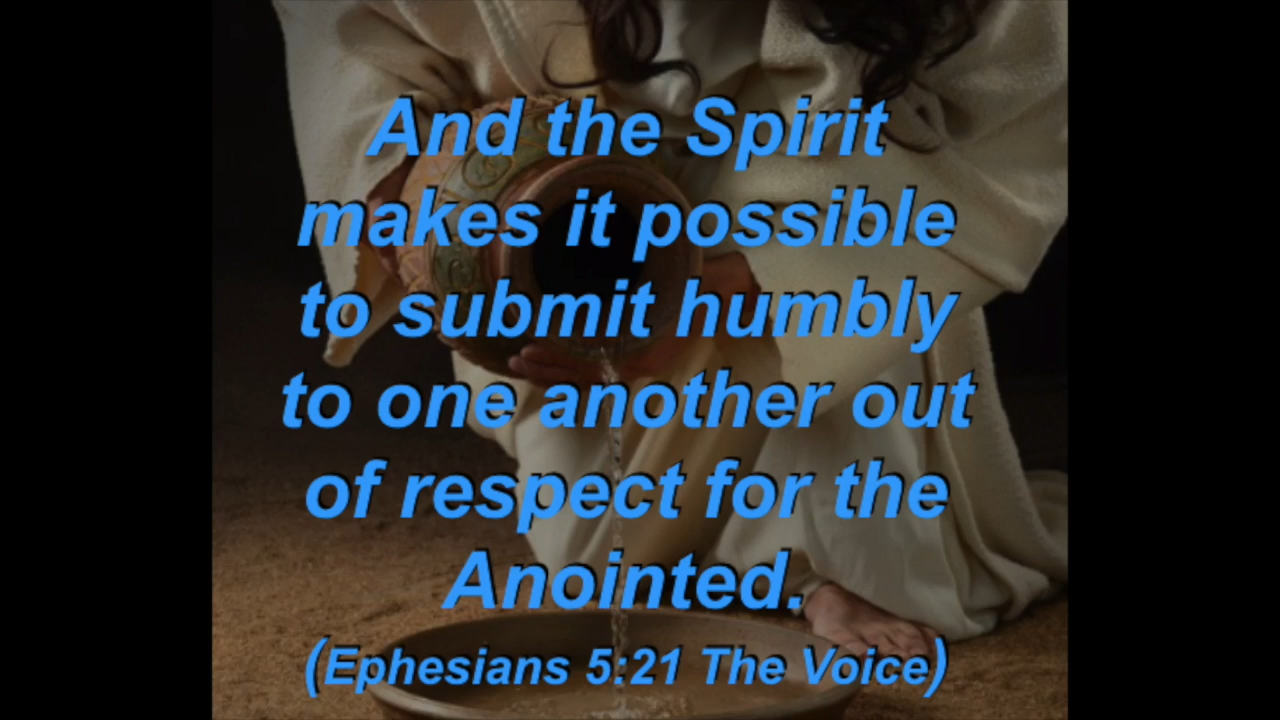 And the Spirit
makes it possible
to submit humbly
to one another out
of respect for the
Anointed.
(Ephesians 5:21 The Voice)